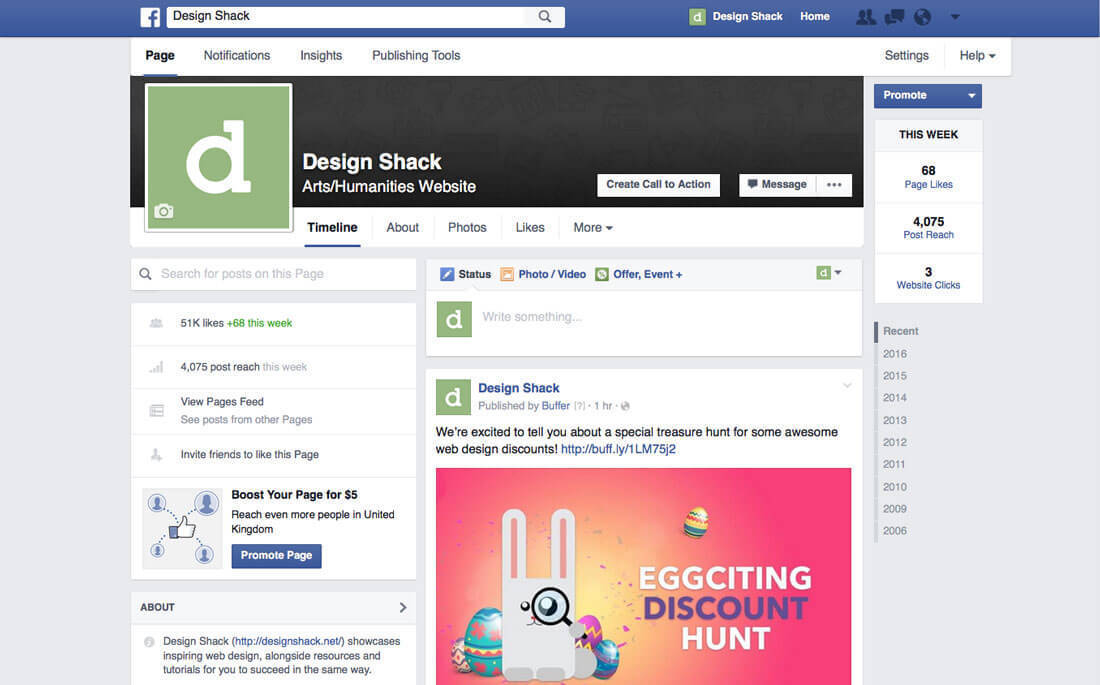 Design Shack
d Design Shack Home
Page Notifications Insights Publishing Tools Settings Help
Promote
d
Design Shack
Arts/Humanities Website
Create Call to Action Message •••
Timeline About Photos Likes More
THIS WEEK
68
Page Likes
4,075
Post Reach
3
Website Clicks
Recent
2016
2015
2014
2013
2012
2011
2010
2009
2006
Search for posts on this Page
51K likes +68 this week
4,075 post reach this week
View Pages Feed
See posts from other Pages
Invite friends to like this Page
Boost Your Page for $5
Reach even more people in United
Kingdom
Promote Page
ABOUT
Design Shack (http://designshack.net/) showcases
inspiring web design, alongside resources and
tutorials for you to succeed in the same way.
Status Photo / Video Offer, Event + d
d Write something...
d Design Shack
Published by Buffer [?] · 1 hr ·
We're excited to tell you about a special treasure hunt for some awesome
web design discounts! http://buff.ly/1LM75j2
EGGCITING
DISCOUNT
HUNT